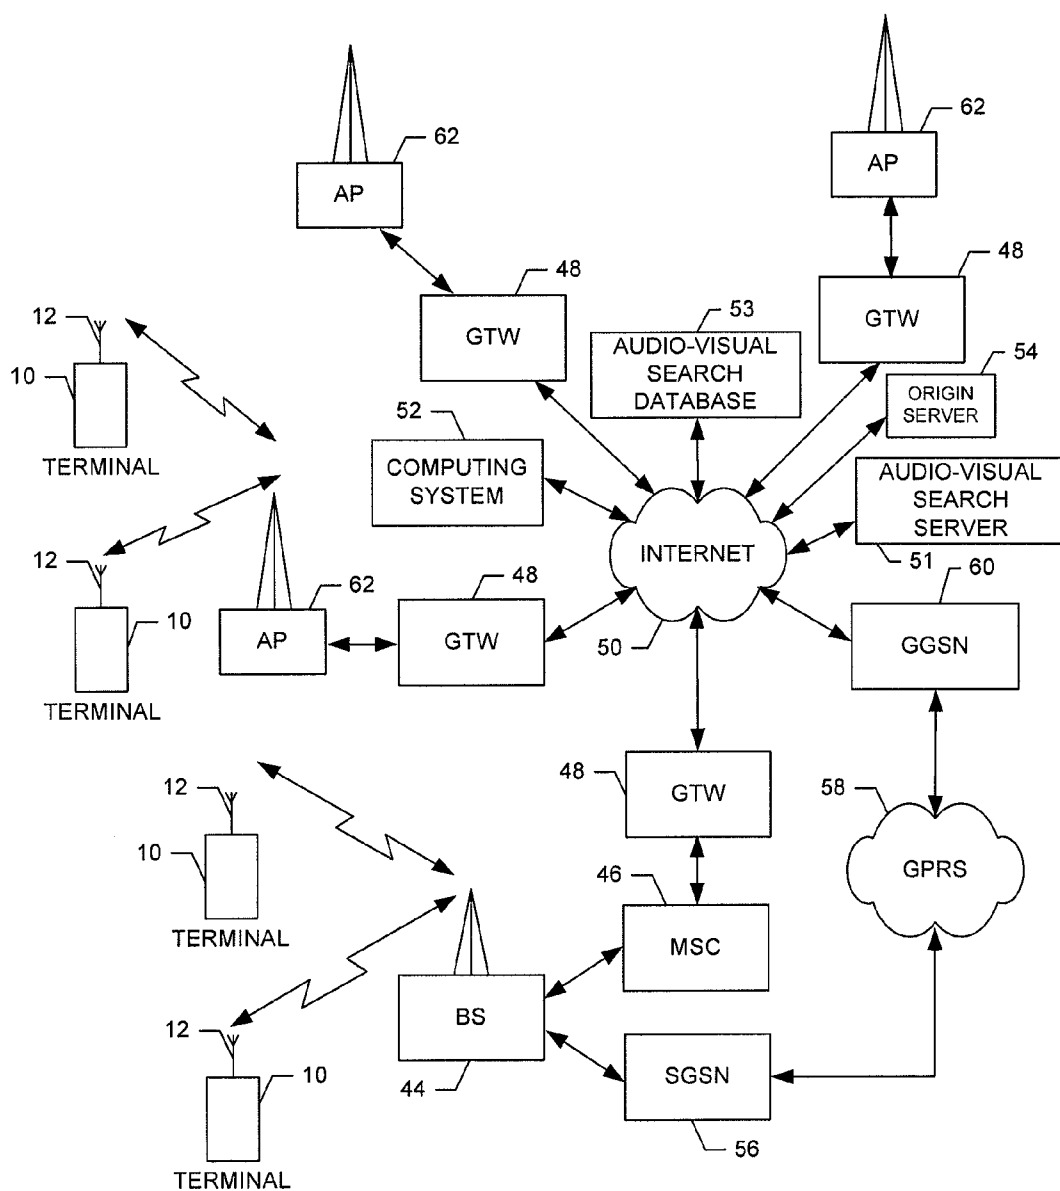 62
AP
62
AP
48
GTW
48
GTW
53
AUDIO-VISUAL
SEARCH
DATABASE
54
ORIGIN
SERVER
12
10
TERMINAL
52
COMPUTING
SYSTEM
AUDIO-VISUAL
SEARCH
SERVER
51
INTERNET
50
12
10
TERMINAL
62
AP
48
GTW
60
GGSN
48
GTW
58
GPRS
12
10
TERMINAL
46
MSC
BS
44
SGSN
56
12
10
TERMINAL